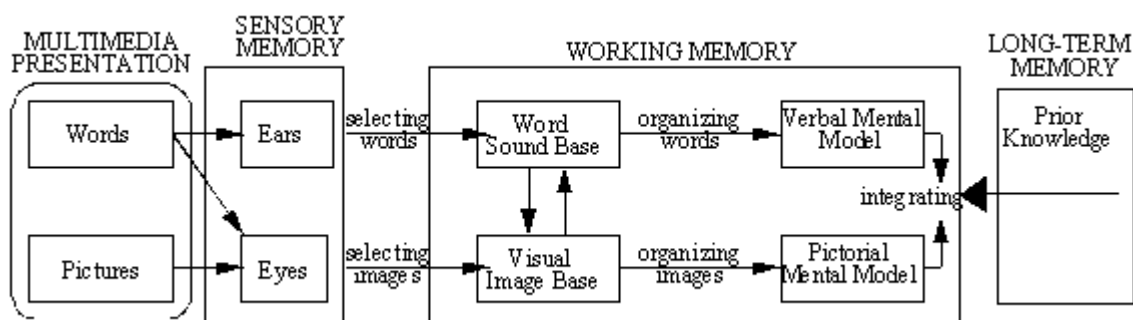 MULTIMEDIA
PRESENTATION
SENSORY
MEMORY
WORKING MEMORY
LONG-TERM
MEMORY
Words
Ears
selecting
words
Word
Sound Base
organizing
words
Verbal Mental
Model
Prior
Knowledge
integrating
Pictures
Eyes
selecting
images
Visual
Image Base
organizing
images
Pictorial
Mental Model